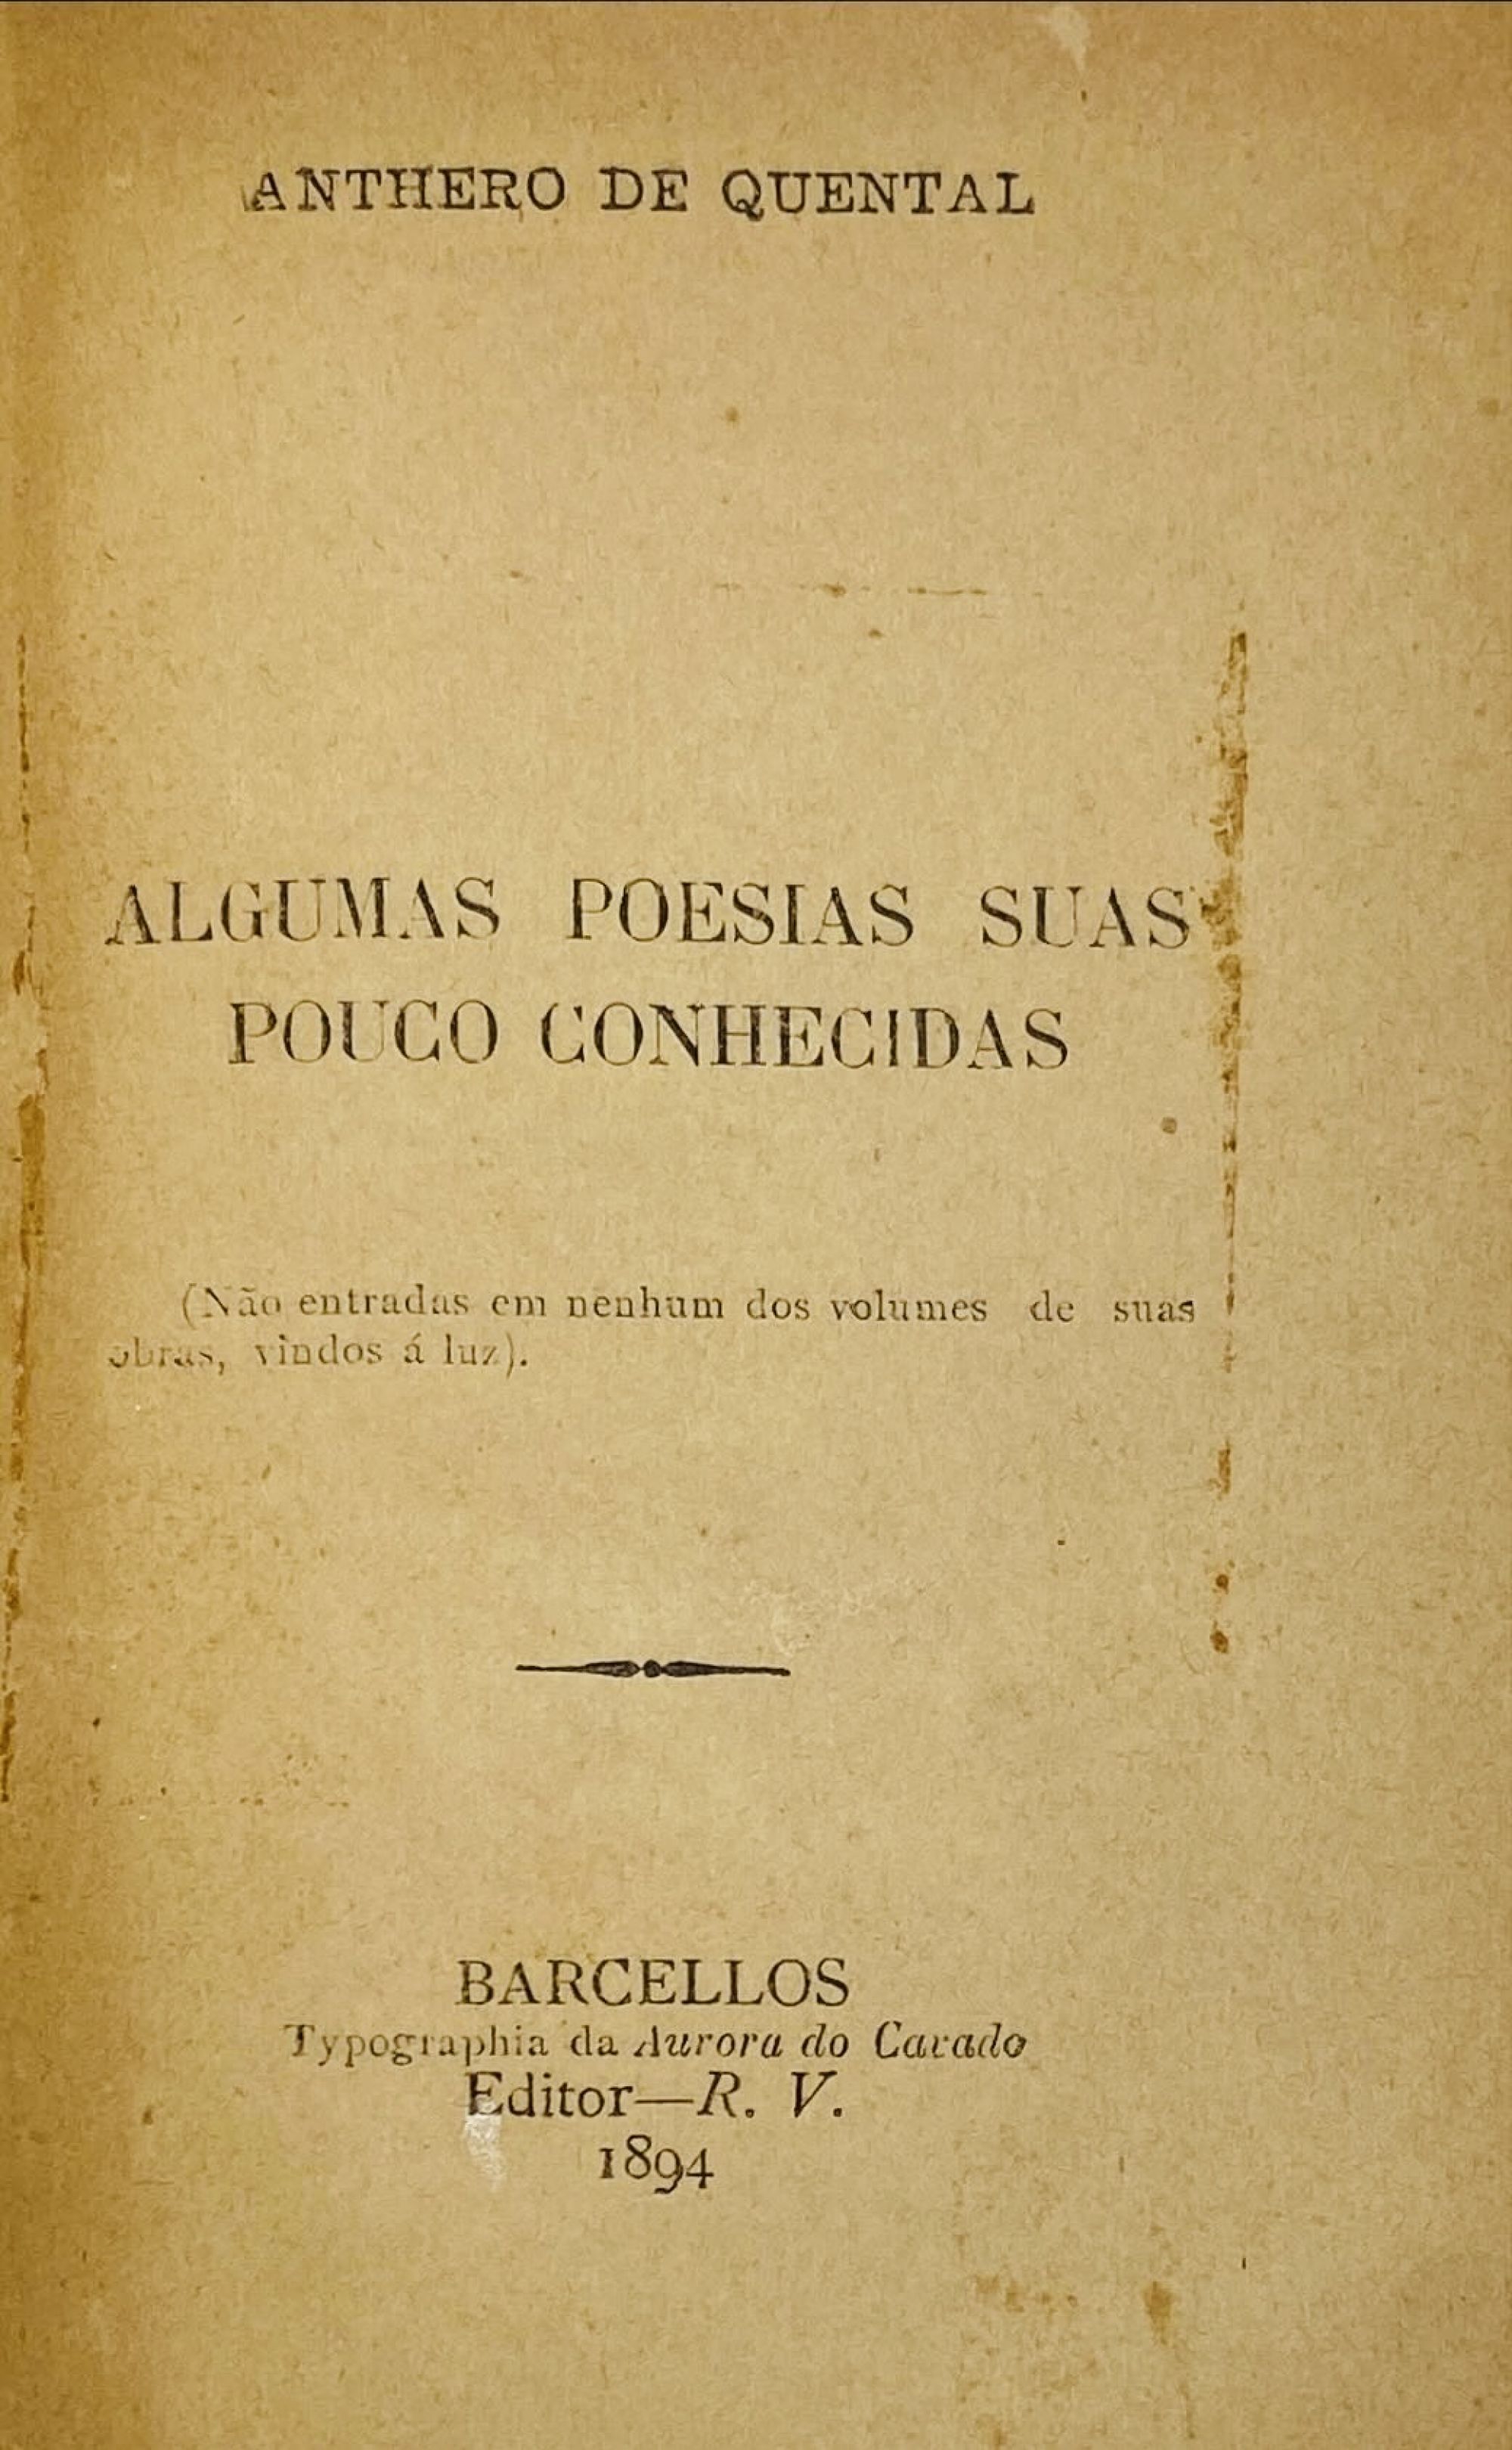 ANTHERO DE QUENTAL
ALGUMAS POESIAS SUAS
POUCO CONHECIDAS
(Não entradas em nenhum dos volumes de suas
obras, vindos á luz).
BARCELLOS
Typographia da Aurora do Cavado
Editor—R. V.
1894